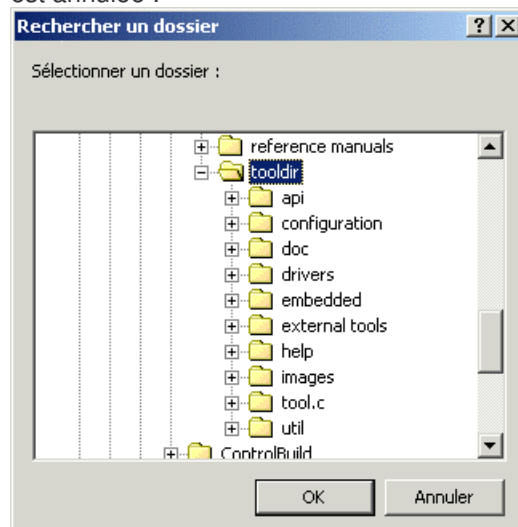 est annulée :
Rechercher un dossier
Sélectionner un dossier :
reference manuals
tooldir
api
configuration
doc
drivers
embedded
external tools
help
images
tool.c
util
ControlBuild
OK
Annuler